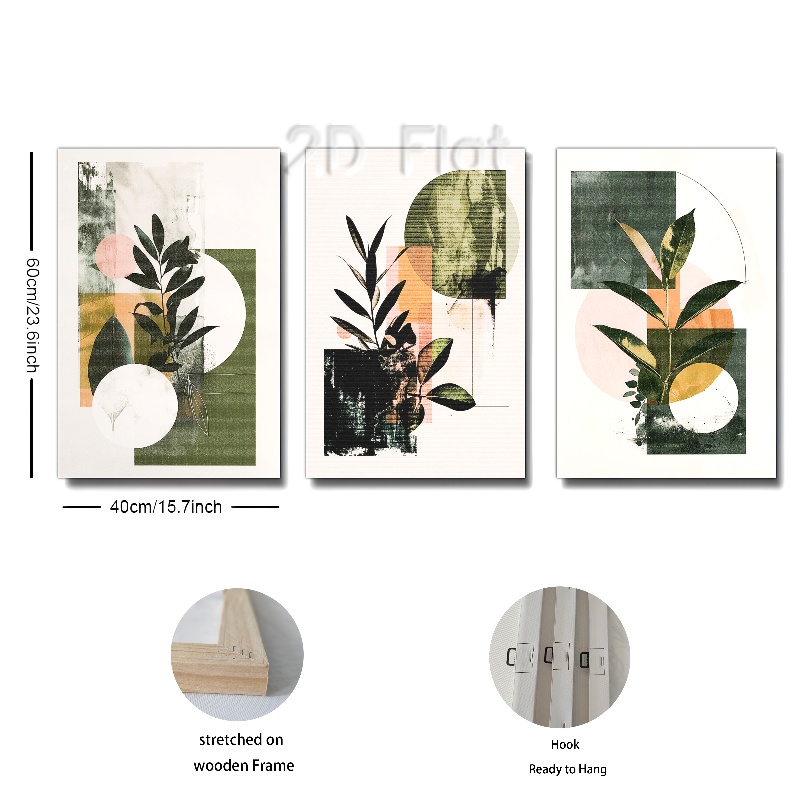 2D Flat
60cm/23.6inch
40cm/15.7inch
stretched on
wooden Frame
Hook
Ready to Hang